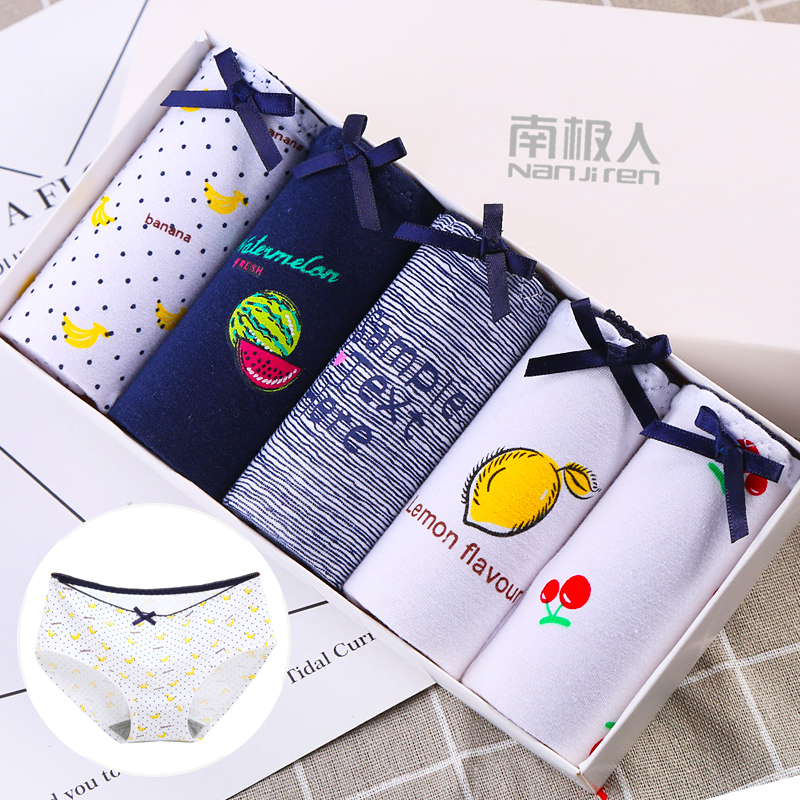 南极人
NanJiren
banana
banana
Watermelon
FRESH
Sample
Text
Here
Lemon flavour
A FL
Tidal Curr
d you to